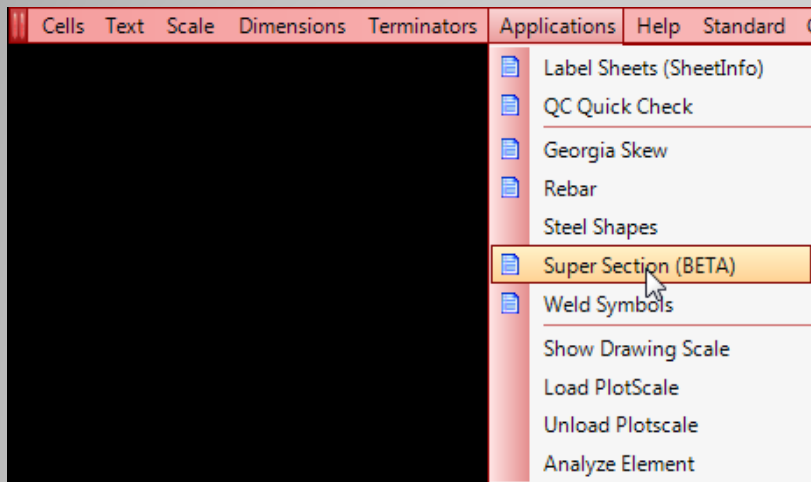 Cells Text Scale Dimensions Terminators Applications Help Standard
Label Sheets (SheetInfo)
QC Quick Check
Georgia Skew
Rebar
Steel Shapes
Super Section (BETA)
Weld Symbols
Show Drawing Scale
Load PlotScale
Unload Plotscale
Analyze Element